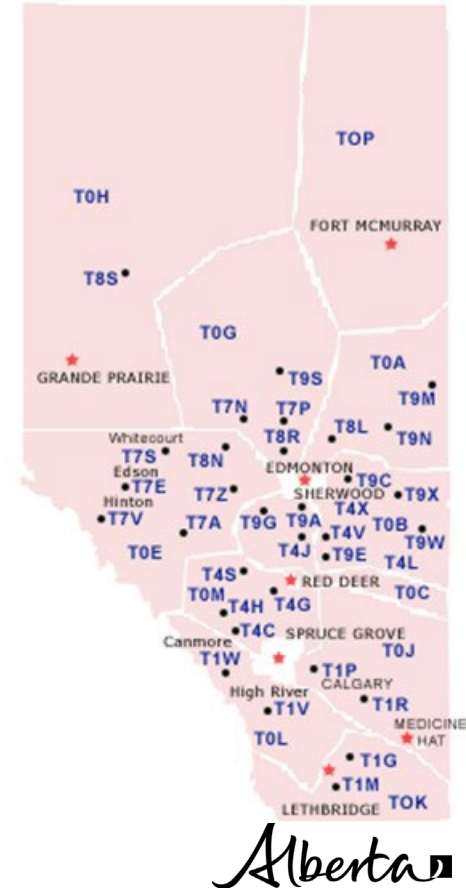 TOP
T0H
FORT MCMURRAY
T8S
T0G
T0A
GRANDE PRAIRIE
T9S
T9M
T7N
T7P
T8L
T9N
Whitecourt
T8R
T7S
T8N
EDMONTON
Edson
T7E
T9C
Hinton
T7Z
SHERWOOD
T9X
T7V
T7A
T9G
T9A
T4X
T0B
T4V
T9W
T0E
T4J
T9E
T4L
T4S
RED DEER
T0M
T4H
T4G
T0C
T4C
SPRUCE GROVE
Canmore
T0J
T1W
T1P
CALGARY
High River
T1V
T1R
MEDICINE
HAT
T0L
T1G
T1M
LETHBRIDGE
TOK
Alberta